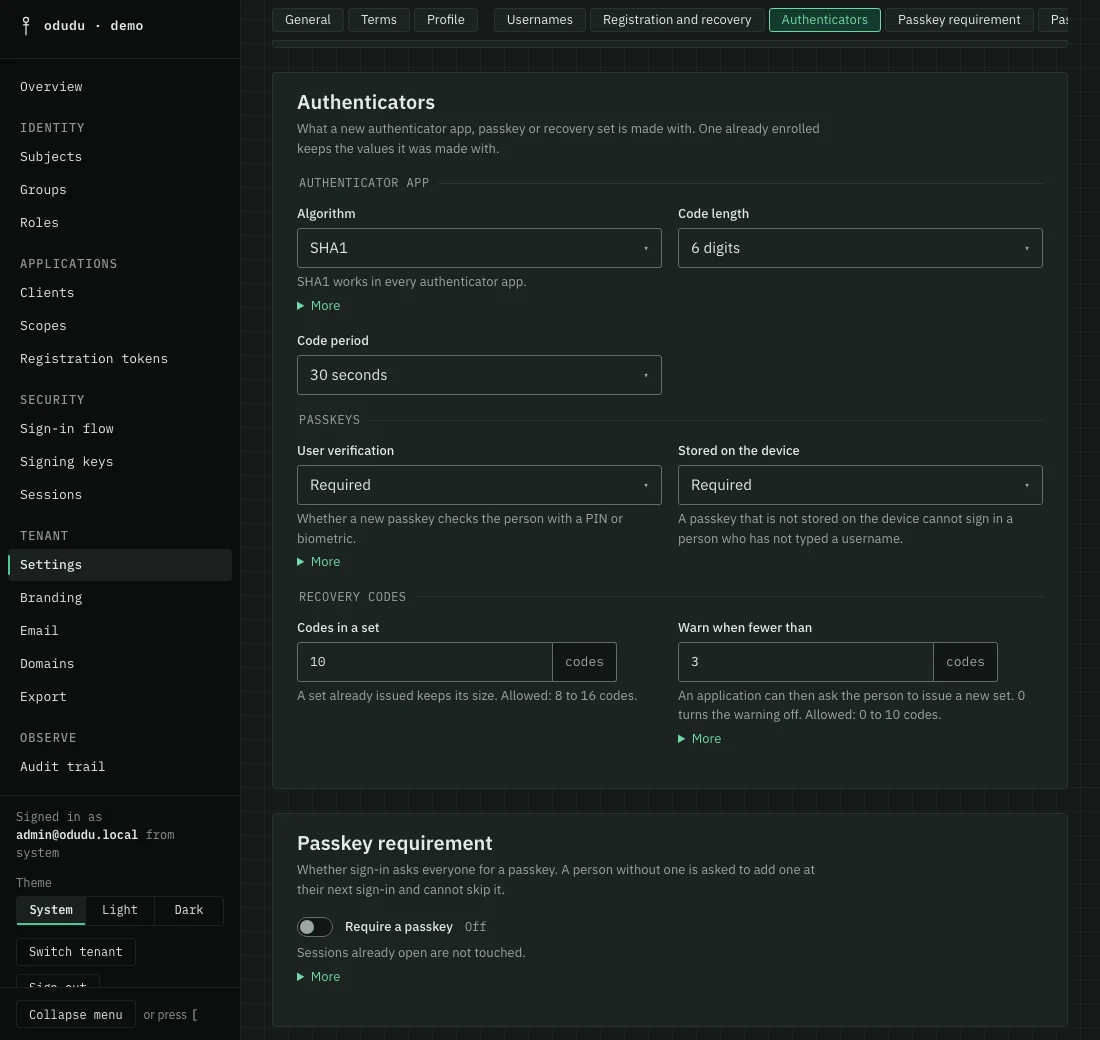 odudu · demo
General
Terms
Profile
Usernames
Registration and recovery
Authenticators
Passkey requirement
Overview
IDENTITY
Subjects
Groups
Roles
APPLICATIONS
Clients
Scopes
Registration tokens
SECURITY
Sign-in flow
Signing keys
Sessions
TENANT
Settings
Branding
Email
Domains
Export
OBSERVE
Audit trail
Signed in as
admin@odudu.local from
system
Theme
System
Light
Dark
Switch tenant
Sign out
Collapse menu
or press [
Authenticators
What a new authenticator app, passkey or recovery set is made with. One already enrolled
keeps the values it was made with.
AUTHENTICATOR APP
Algorithm
Code length
SHA1
6 digits
SHA1 works in every authenticator app.
More
Code period
30 seconds
PASSKEYS
User verification
Stored on the device
Required
Required
Whether a new passkey checks the person with a PIN or
biometric.
A passkey that is not stored on the device cannot sign in a
person who has not typed a username.
More
RECOVERY CODES
Codes in a set
Warn when fewer than
10
codes
3
codes
A set already issued keeps its size. Allowed: 8 to 16 codes.
An application can then ask the person to issue a new set. 0
turns the warning off. Allowed: 0 to 10 codes.
More
Passkey requirement
Whether sign-in asks everyone for a passkey. A person without one is asked to add one at
their next sign-in and cannot skip it.
Require a passkey
Off
Sessions already open are not touched.
More